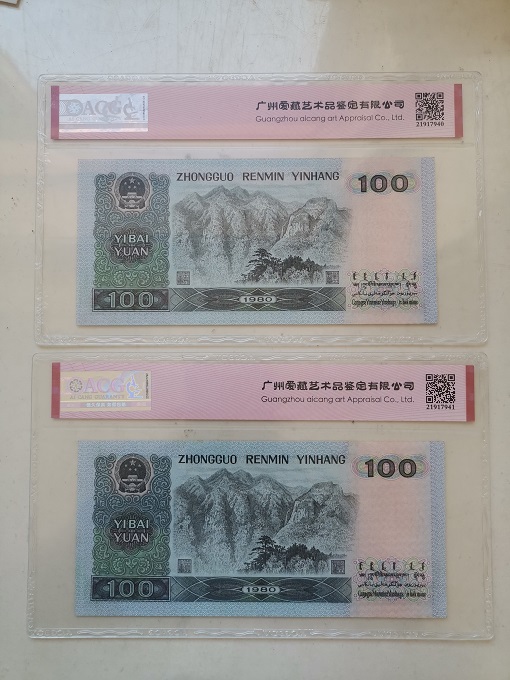 ACG
广州爱藏艺术品鉴定有限公司
Guangzhou aicang art Appraisal Co., Ltd.
21917940
ZHONGGUO RENMIN YINHANG
100
YIBAI
YUAN
100
1980
ACG
广州爱藏艺术品鉴定有限公司
Guangzhou aicang art Appraisal Co., Ltd.
21917941
ZHONGGUO RENMIN YINHANG
100
YIBAI
YUAN
100
1980